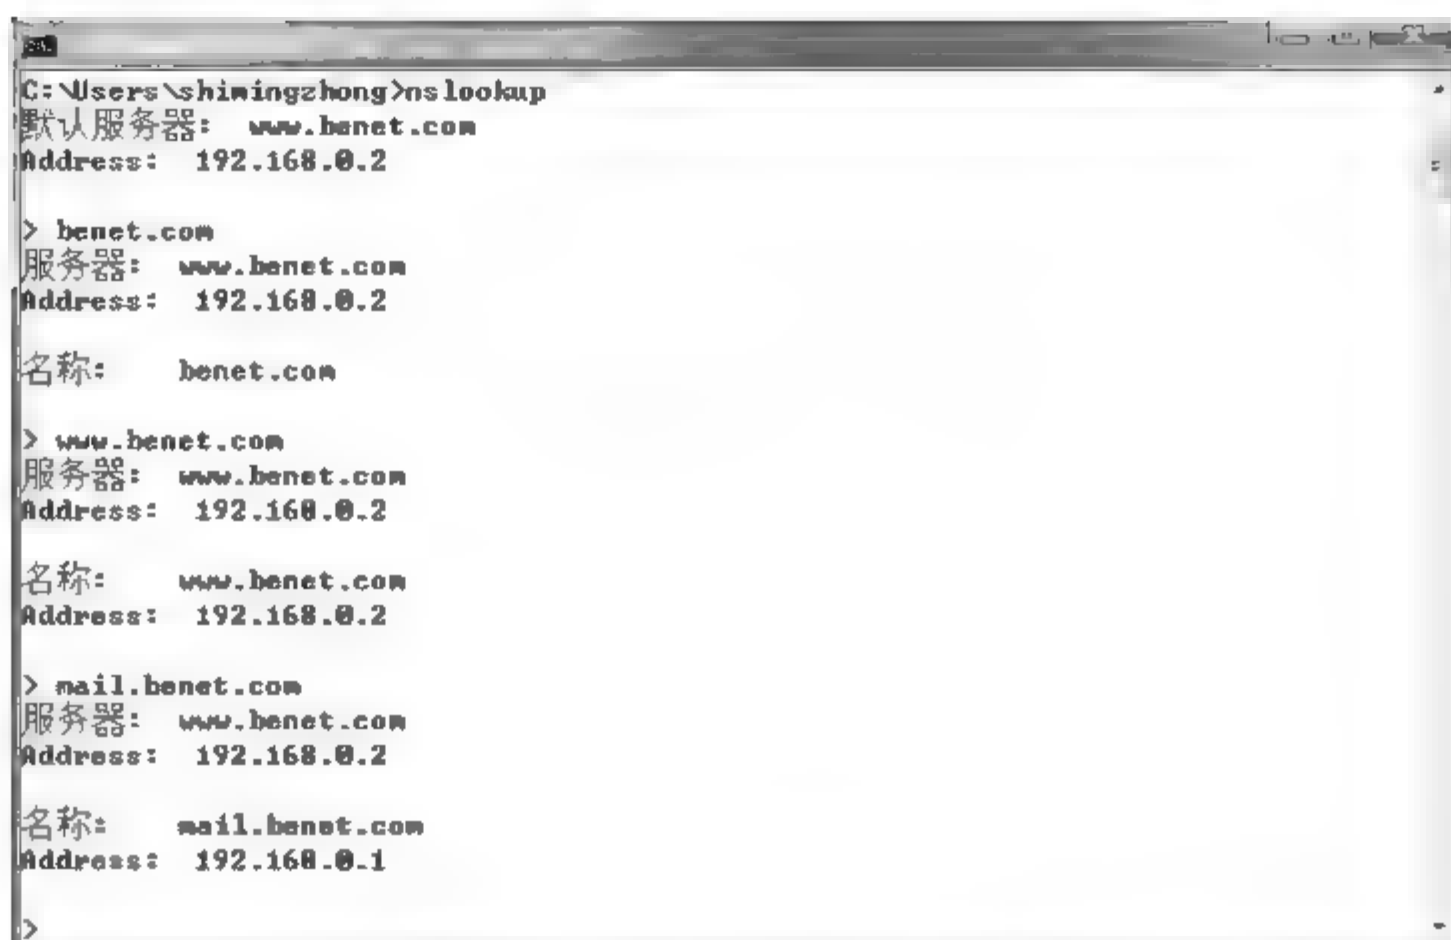 C:\Users\shimingzhong>nslookup
默认服务器:  www.benet.com
Address:  192.168.0.2
> benet.com
服务器:  www.benet.com
Address:  192.168.0.2
名称:    benet.com
> www.benet.com
服务器:  www.benet.com
Address:  192.168.0.2
名称:    www.benet.com
Address:  192.168.0.2
> mail.benet.com
服务器:  www.benet.com
Address:  192.168.0.2
名称:    mail.benet.com
Address:  192.168.0.1
>